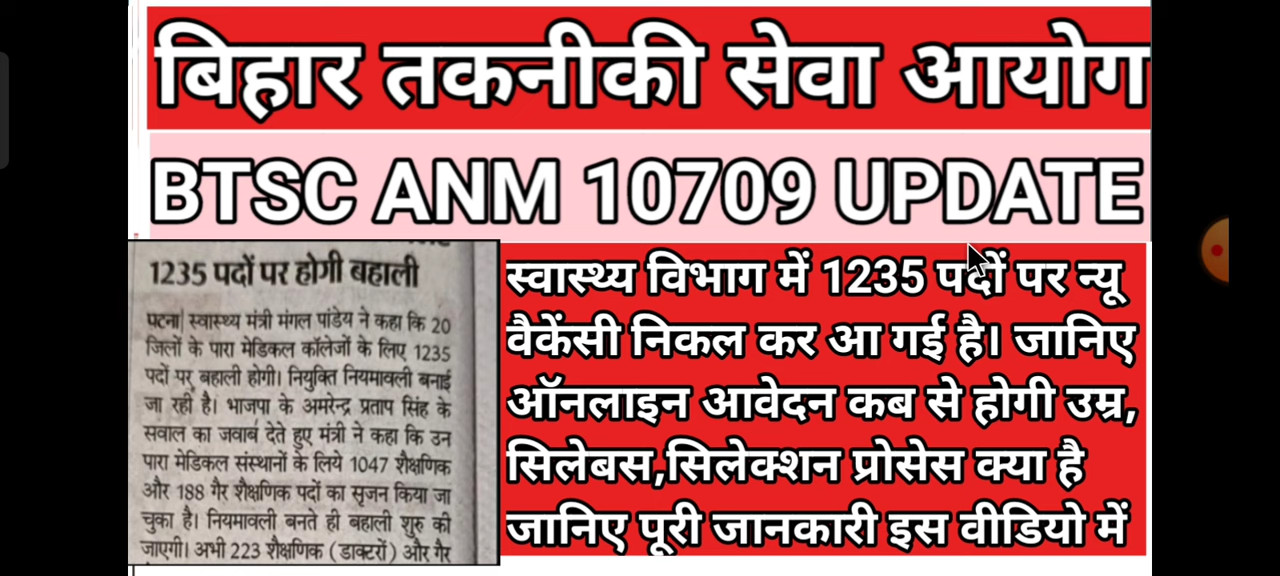 बिहार तकनीकी सेवा आयोग
BTSC ANM 10709 UPDATE
1235 पदों पर होगी बहाली
पटना| स्वास्थ्य मंत्री मंगल पांडेय ने कहा कि 20
जिलों के पारा मेडिकल कॉलेजों के लिए 1235
पदों पर बहाली होगी। नियुक्ति नियमावली बनाई
जा रही है। भाजपा के अमरेन्द्र प्रताप सिंह के
सवाल का जवाब देते हुए मंत्री ने कहा कि उन
पारा मेडिकल संस्थानों के लिये 1047 शैक्षणिक
और 188 गैर शैक्षणिक पदों का सृजन किया जा
चुका है। नियमावली बनते ही बहाली शुरु की
जाएगी। अभी 223 शैक्षणिक (डाक्टरों) और गैर
स्वास्थ्य विभाग में 1235 पदों पर न्यू
वैकेंसी निकल कर आ गई है। जानिए
ऑनलाइन आवेदन कब से होगी उम्र,
सिलेबस,सिलेक्शन प्रोसेस क्या है
जानिए पूरी जानकारी इस वीडियो में